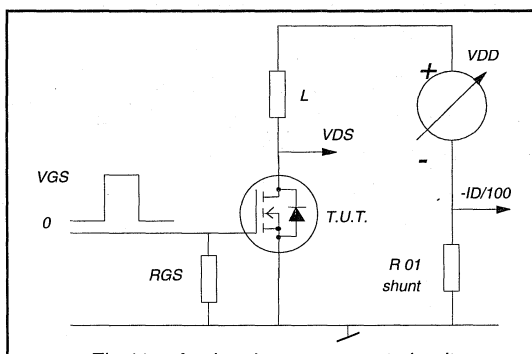 VDD
+
L
-
VDS
VGS
-ID/100
0
T.U.T.
RGS
R 01
shunt